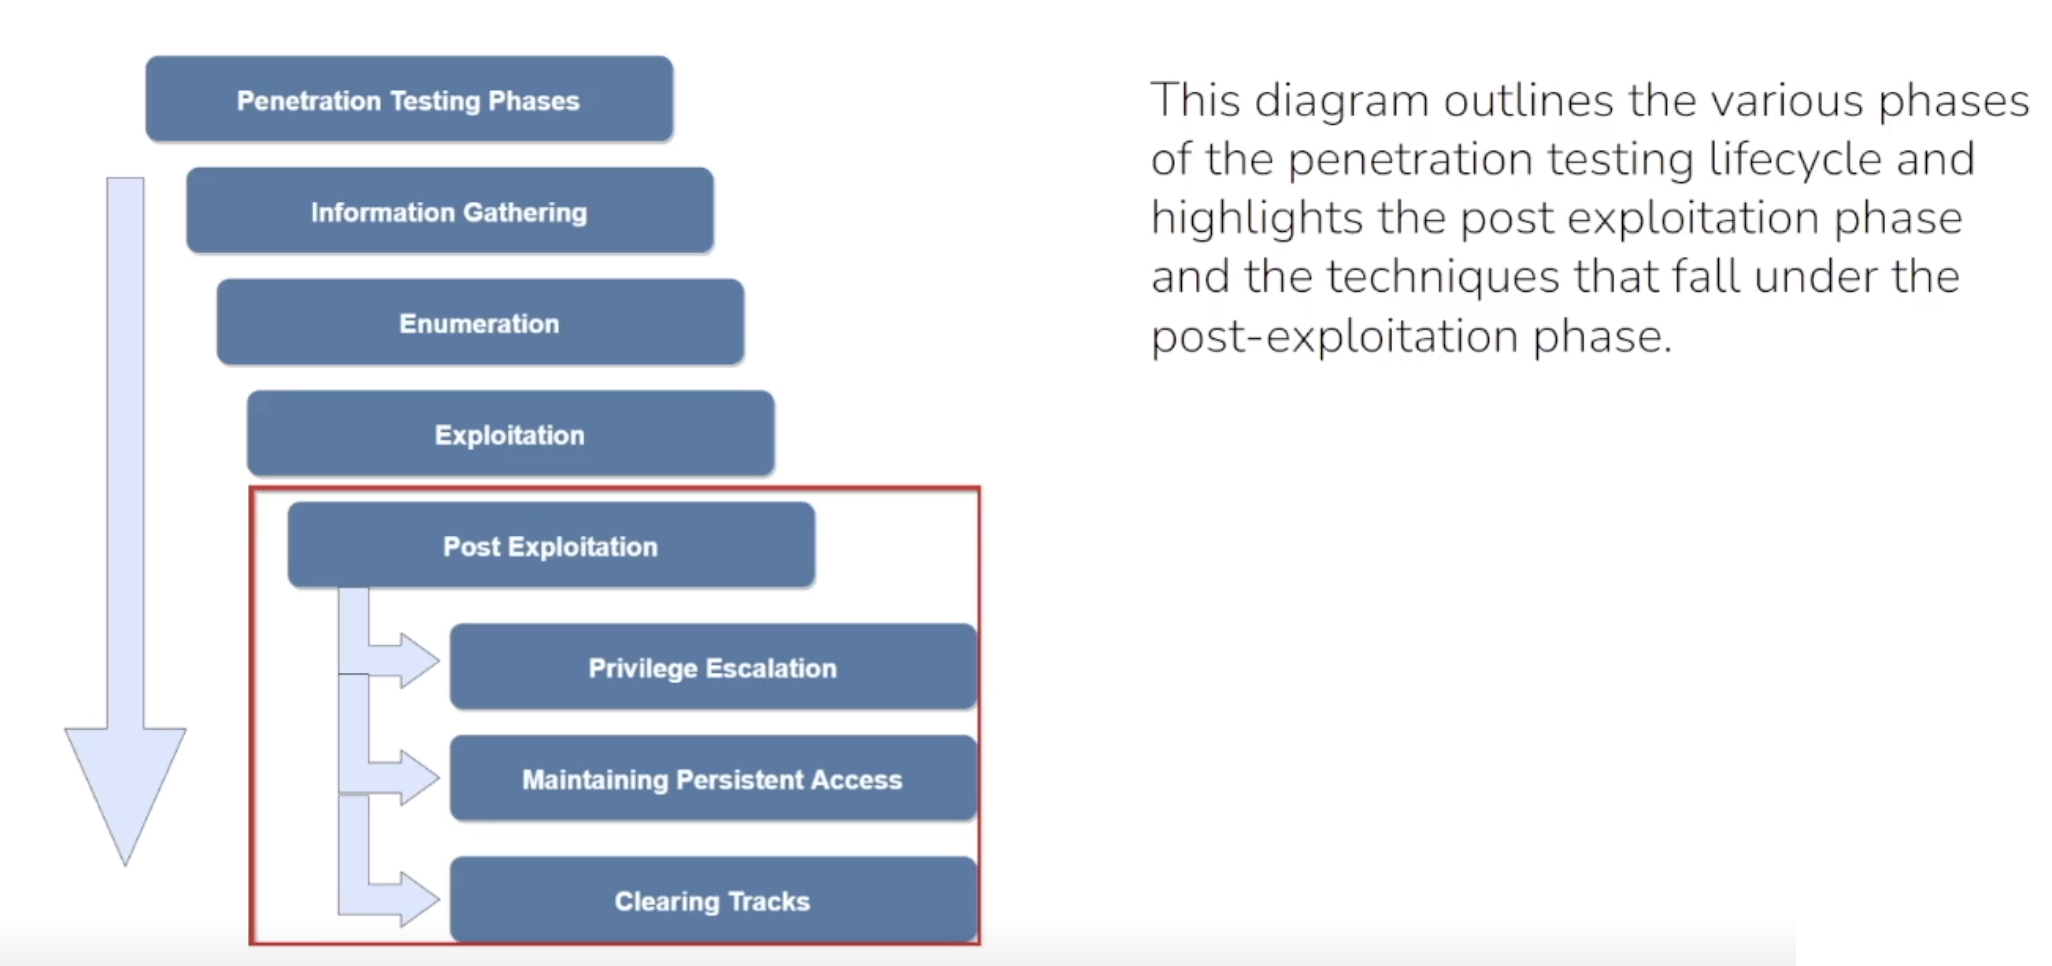 Penetration Testing Phases
Information Gathering
Enumeration
Exploitation
Post Exploitation
Privilege Escalation
Maintaining Persistent Access
Clearing Tracks
This diagram outlines the various phases
of the penetration testing lifecycle and
highlights the post exploitation phase
and the techniques that fall under the
post-exploitation phase.